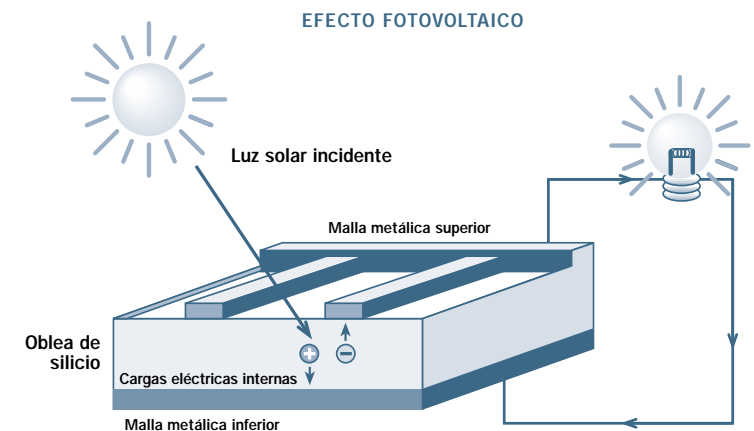 EFECTO FOTOVOLTAICO
Luz solar incidente
Malla metálica superior
Oblea de
silicio
Cargas eléctricas internas
Malla metálica inferior